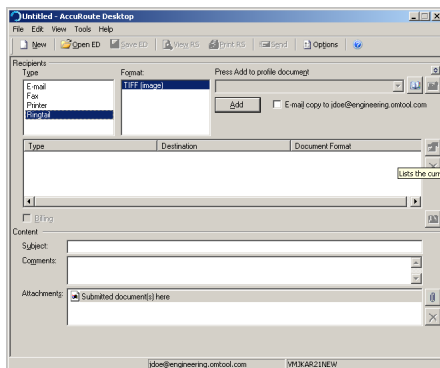 Untitled - AccuRoute Desktop
File Edit View Tools Help
New Open ED Save ED View RS Print RS Send Options
Recipients
Type Format: Press Add to profile document
E-mail
Fax
Printer
Ringtail
TIFF (image)
Add E-mail copy to jdoe@engineering.omtool.com
Type Destination Document Format
Lists the curr
Billing
Content
Subject:
Comments:
Attachments: Submitted document(s) here
jdoe@engineering.omtool.com VMJKAR21NEW